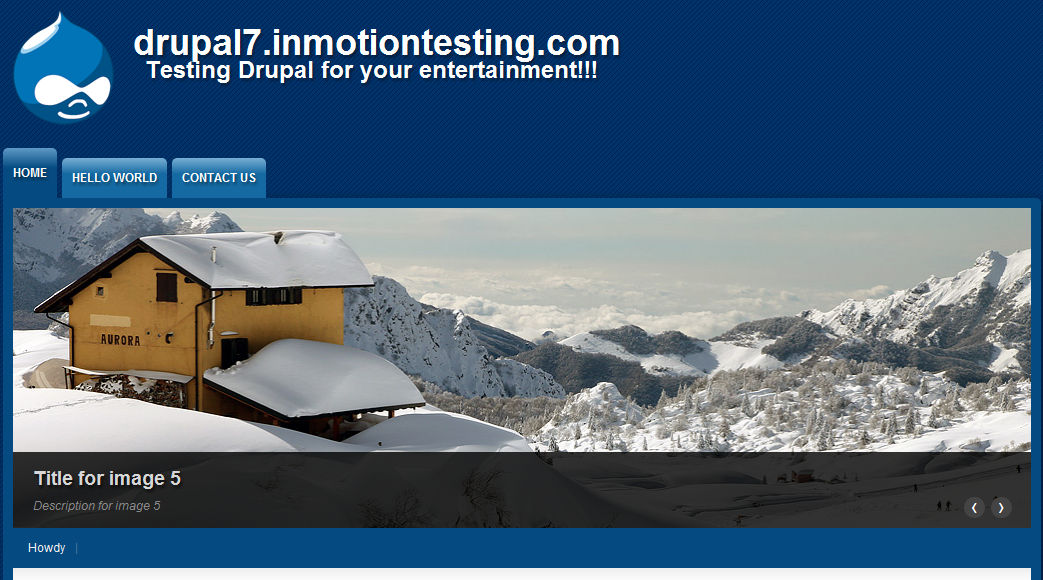 drupal7.inmotiontesting.com
Testing Drupal for your entertainment!!!
HOME
HELLO WORLD
CONTACT US
AURORA
Title for image 5
Description for image 5
Howdy |